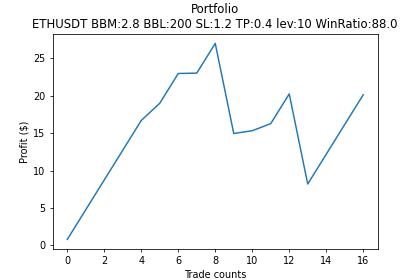 Portfolio
ETHUSDT BBM:2.8 BBL:200 SL:1.2 TP:0.4 lev:10 WinRatio:88.0
25
20
15
10
5
0
Profit ($)
0 2 4 6 8 10 12 14 16
Trade counts